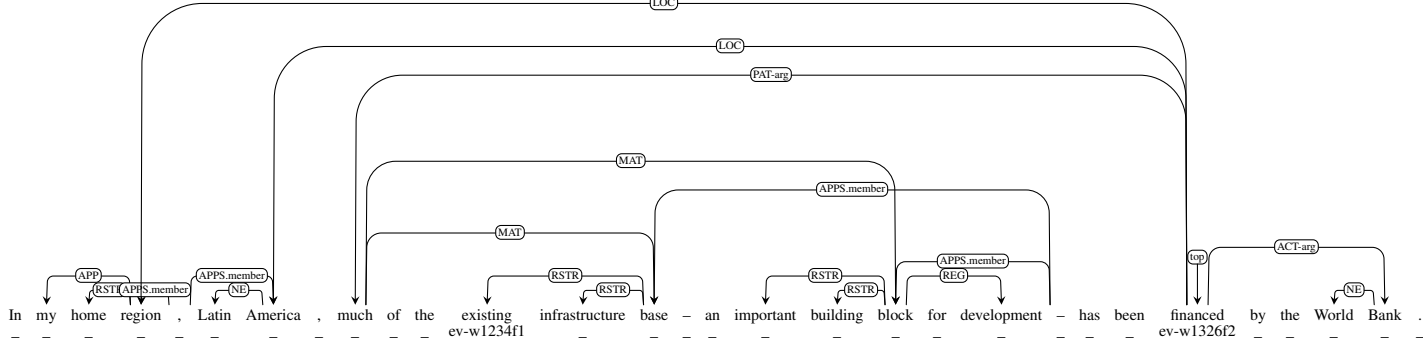 LOC
LOC
PAT-arg
MAT
APPS.member
MAT
ACT-arg
top
APPS.member
APP APPS.member RSTR RSTR REG
RSTR APPS.member NE RSTR RSTR NE
In my home region , Latin America , much of the existing infrastructure base – an important building block for development – has been financed by the World Bank .
ev-w1234f1 ev-w1326f2
_ _ _ _ _ _ _ _ _ _ _ _ _ _ _ _ _ _ _ _ _ _ _ _ _ _ _ _